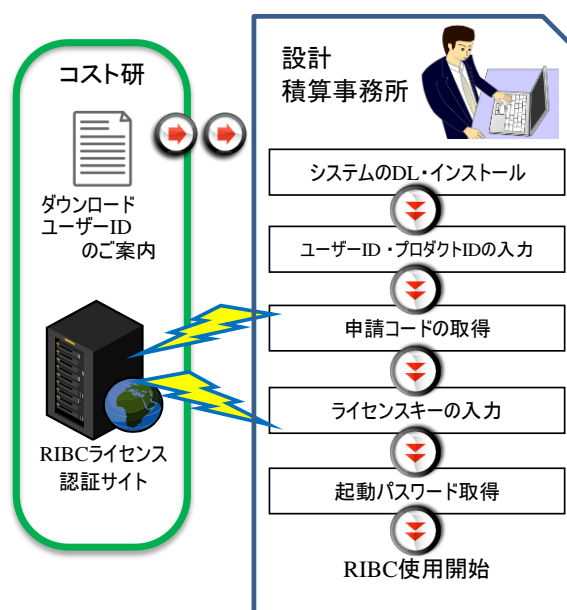 コスト研
ダウンロード
ユーザーID
のご案内
RIBCライセンス
認証サイト
設計
積算事務所
システムのDL・インストール
ユーザーID・プロダクトIDの入力
申請コードの取得
ライセンスキーの入力
起動パスワード取得
RIBC使用開始